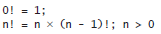 0! = 1;
n! = n × (n - 1)!; n > 0